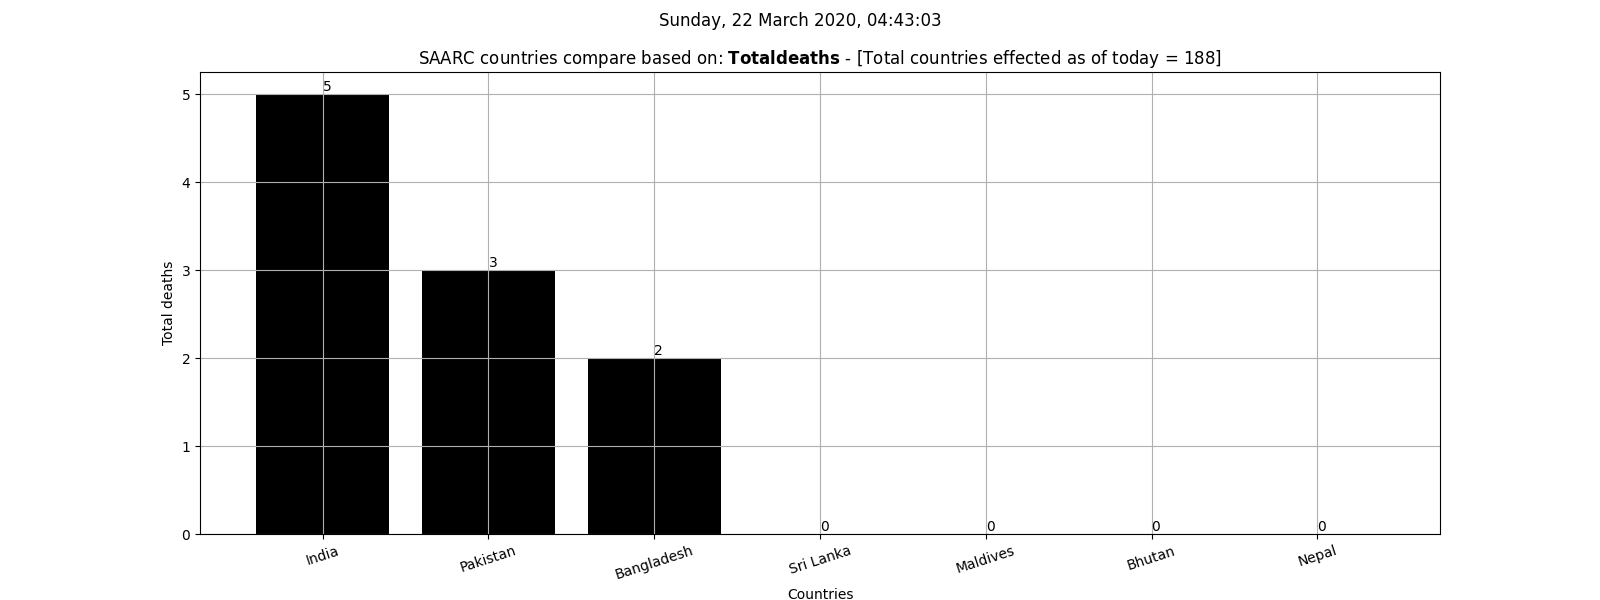 Sunday, 22 March 2020, 04:43:03
SAARC countries compare based on: Totaldeaths - [Total countries effected as of today = 188]
5
4
3
2
1
0
Total deaths
5
3
2
0
0
0
0
India
Pakistan
Bangladesh
Sri Lanka
Maldives
Bhutan
Nepal
Countries